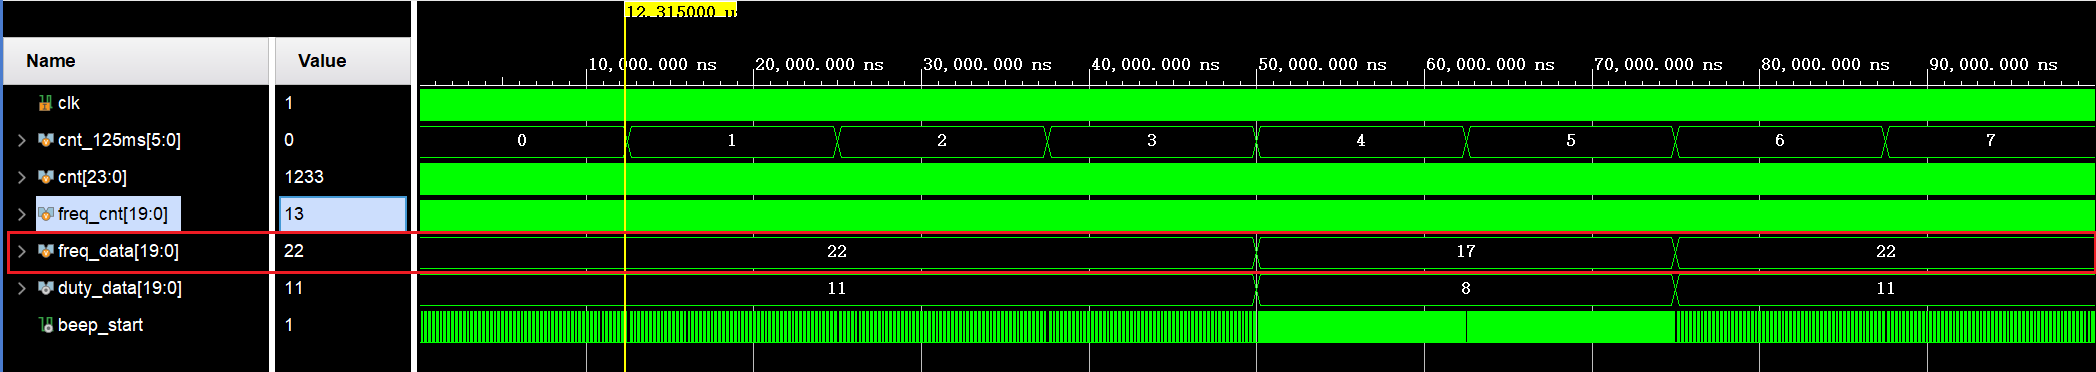 12.315000 u
Name Value
10,000.000 ns 20,000.000 ns 30,000.000 ns 40,000.000 ns 50,000.000 ns 60,000.000 ns 70,000.000 ns 80,000.000 ns 90,000.000 ns
clk 1
cnt_125ms[5:0] 0 0 1 2 3 4 5 6 7
cnt[23:0] 1233
freq_cnt[19:0] 13
freq_data[19:0] 22 22 17 22
duty_data[19:0] 11 11 8 11
beep_start 1